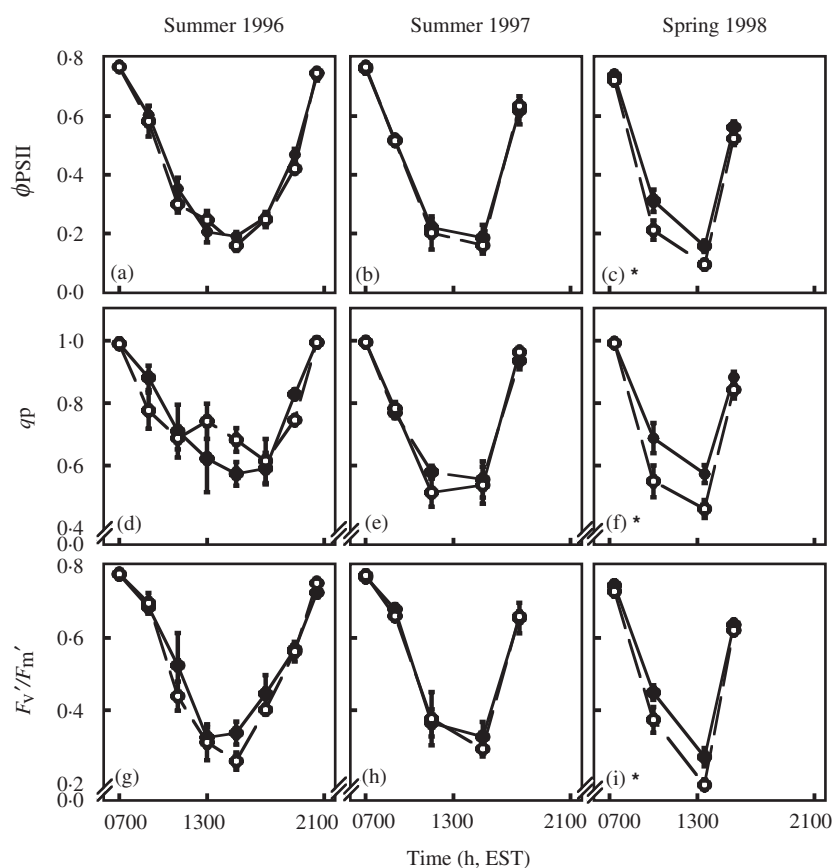 Summer 1996 Summer 1997 Spring 1998
0·8
0·6
0·4
0·2
0·0
ϕPSII
(a) (b) (c) *
1.0
0.8
0·6
0·4
0·0
qp
(d) (e) (f) *
0·8
0·6
0·4
0·2
0·0
Fv′/Fm′
(g) (h) (i) *
0700 1300 2100 0700 1300 2100 0700 1300 2100
Time (h, EST)